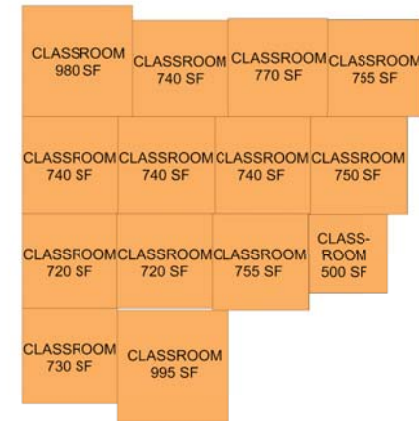 CLASSROOM
980 SF
CLASSROOM
740 SF
CLASSROOM
770 SF
CLASSROOM
755 SF
CLASSROOM
740 SF
CLASSROOM
740 SF
CLASSROOM
740 SF
CLASSROOM
750 SF
CLASSROOM
720 SF
CLASSROOM
720 SF
CLASSROOM
755 SF
CLASS-
ROOM
500 SF
CLASSROOM
730 SF
CLASSROOM
995 SF